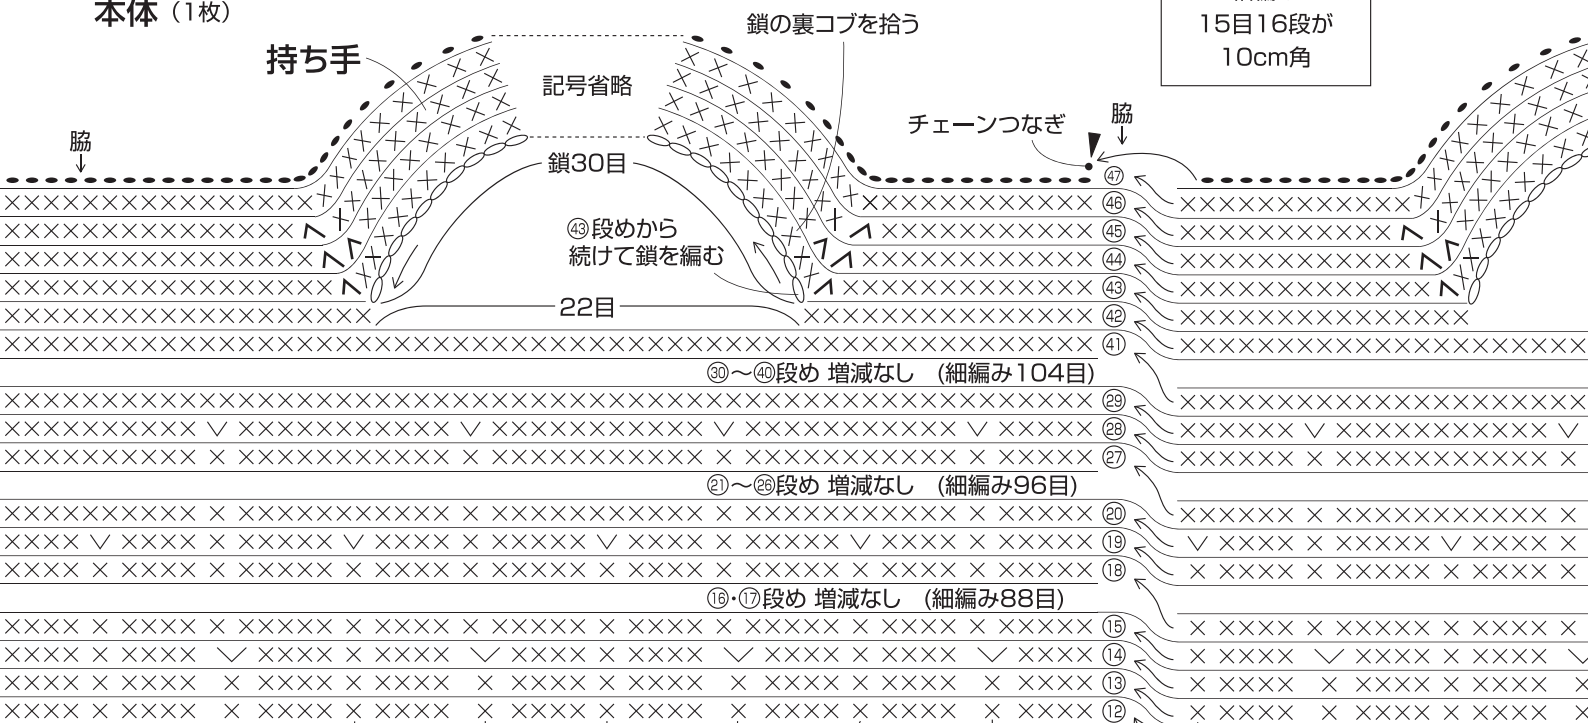 本体（1枚）
15目16段が
10cm角
持ち手
鎖の裏コブを拾う
記号省略
脇
チェーンつなぎ
脇
鎖30目
㊸段めから
続けて鎖を編む
22目
㊼
㊻
㊺
㊹
㊸
㊷
㊶
㉚～㊵段め 増減なし (細編み104目)
㉙
㉘
㉗
㉑～㉖段め 増減なし (細編み96目)
⑳
⑲
⑱
⑯・⑰段め 増減なし (細編み88目)
⑮
⑭
⑬
⑫